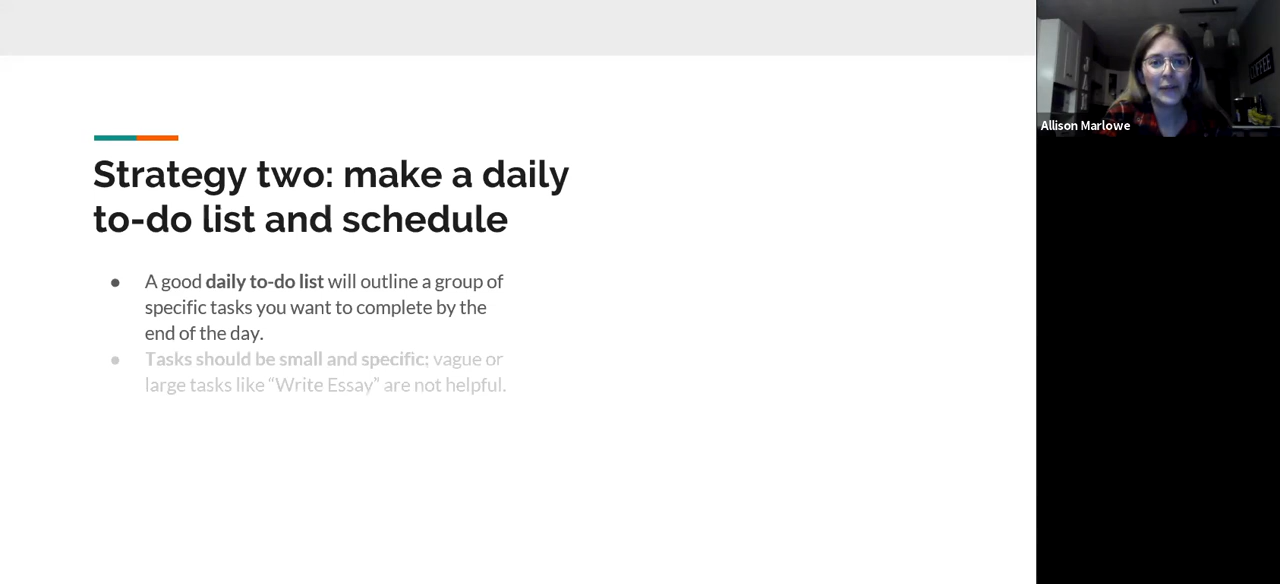 Strategy two: make a daily
to-do list and schedule
● A good daily to-do list will outline a group of
specific tasks you want to complete by the
end of the day.
● Tasks should be small and specific; vague or
large tasks like “Write Essay” are not helpful.
Allison Marlowe
COFFEE